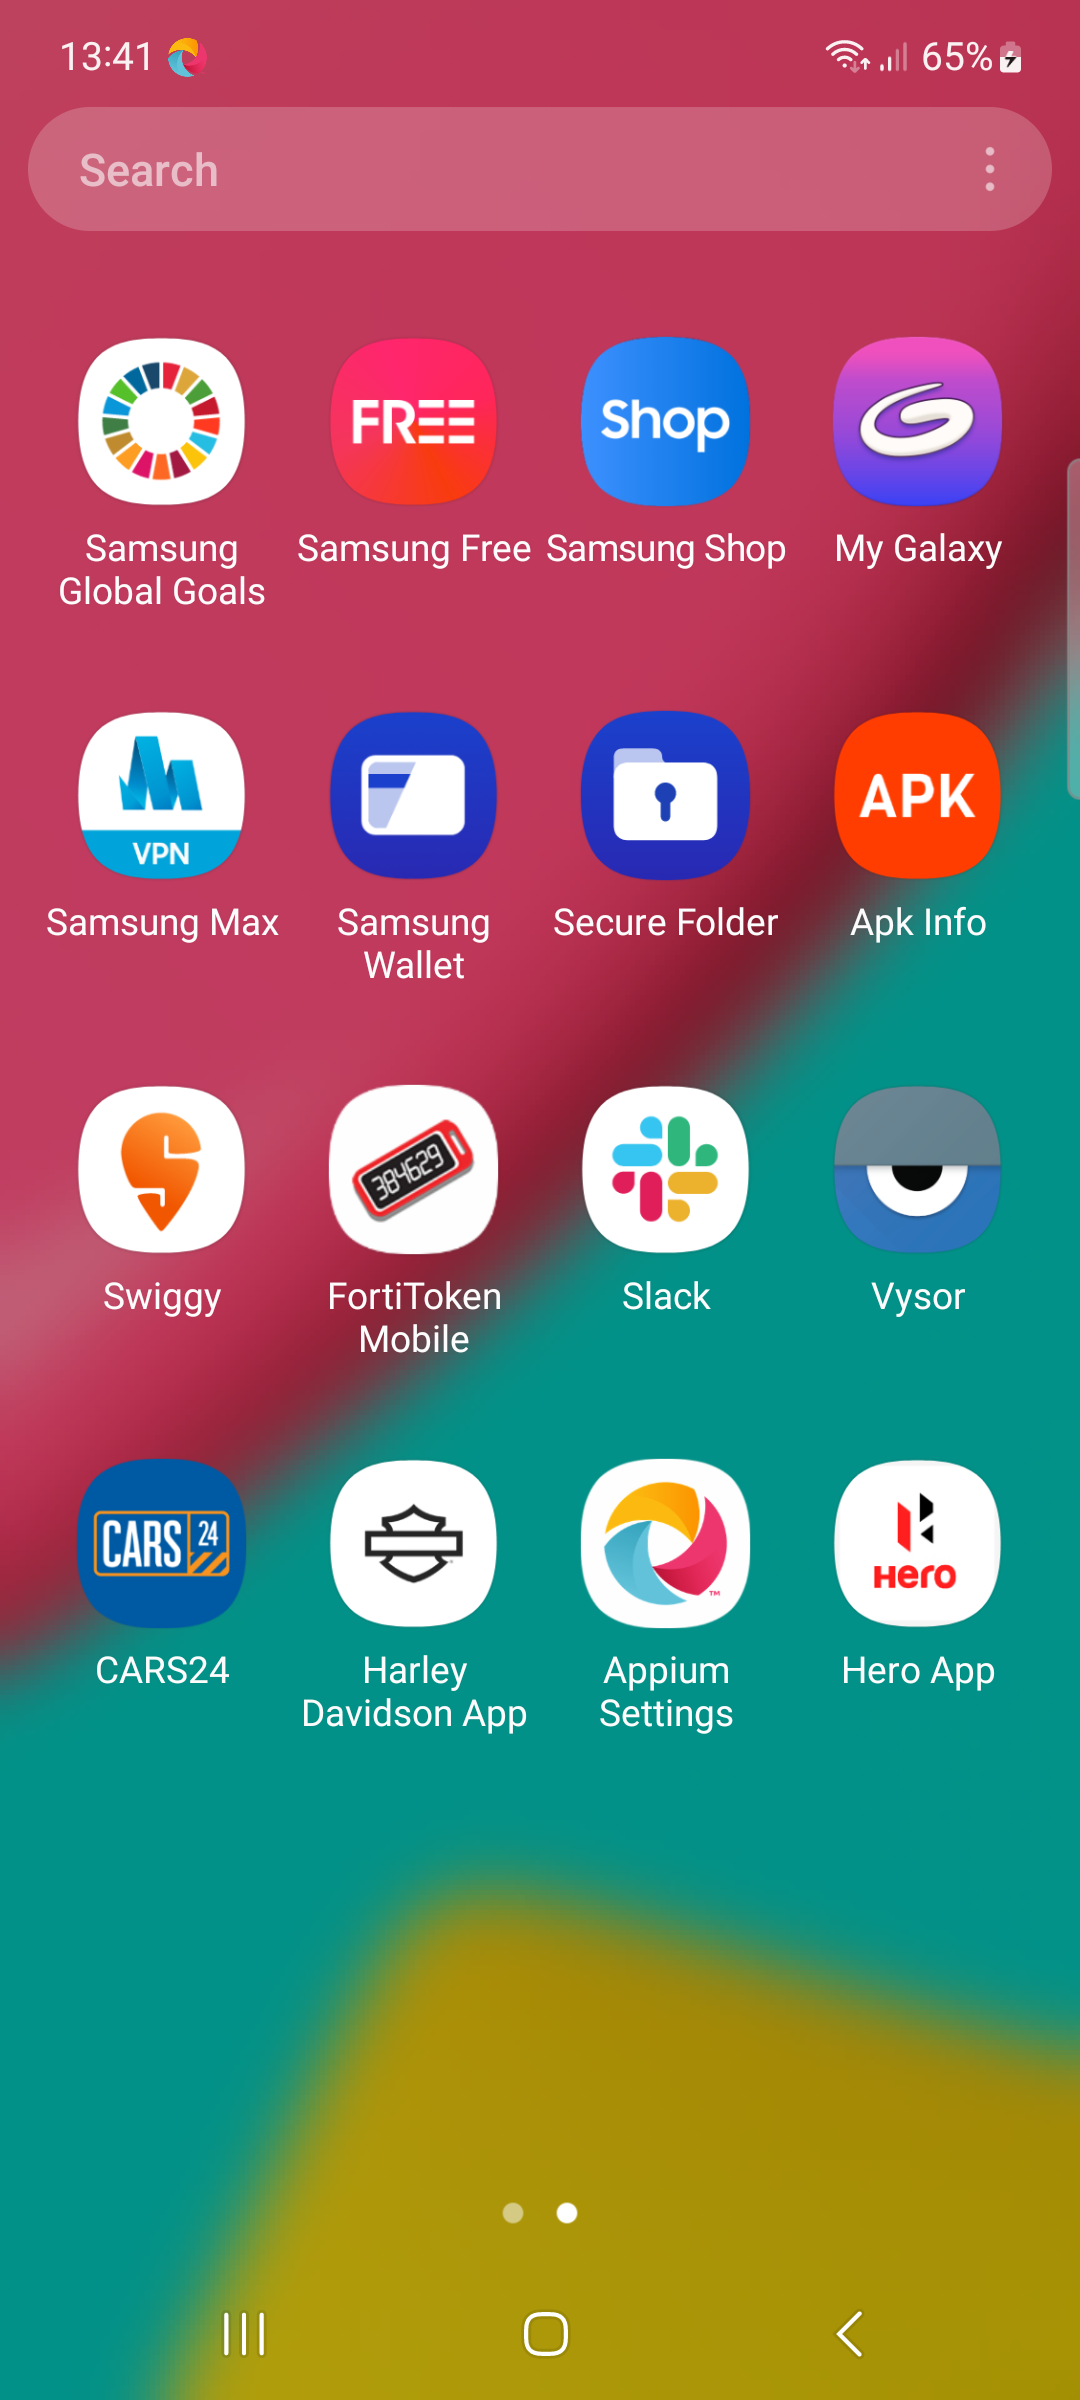 13:41
65%
Search
FREE
Shop
Samsung
Global Goals
Samsung Free
Samsung Shop
My Galaxy
VPN
APK
Samsung Max
Samsung
Wallet
Secure Folder
Apk Info
384629
Swiggy
FortiToken
Mobile
Slack
Vysor
CARS 24
TM
Hero
CARS24
Harley
Davidson App
Appium
Settings
Hero App